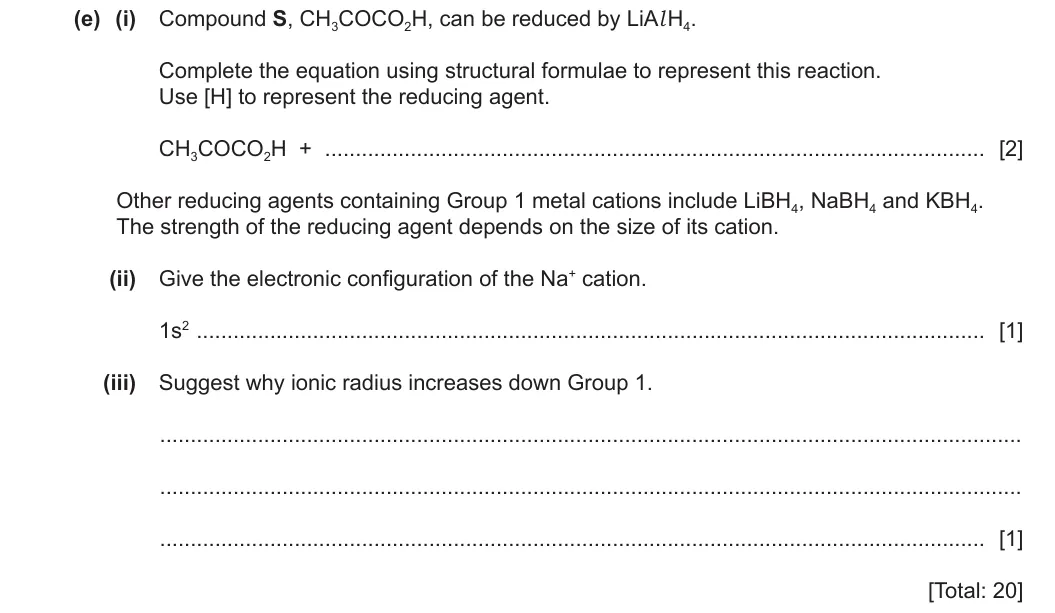 (e) (i) Compound S, CH₃COCO₂H, can be reduced by LiAlH₄.
Complete the equation using structural formulae to represent this reaction.
Use [H] to represent the reducing agent.
CH₃COCO₂H + ............................................................................................................ [2]
Other reducing agents containing Group 1 metal cations include LiBH₄, NaBH₄ and KBH₄.
The strength of the reducing agent depends on the size of its cation.
(ii) Give the electronic configuration of the Na⁺ cation.
1s² ................................................................................................................................. [1]
(iii) Suggest why ionic radius increases down Group 1.
.............................................................................................................................................
.............................................................................................................................................
....................................................................................................................................... [1]
[Total: 20]